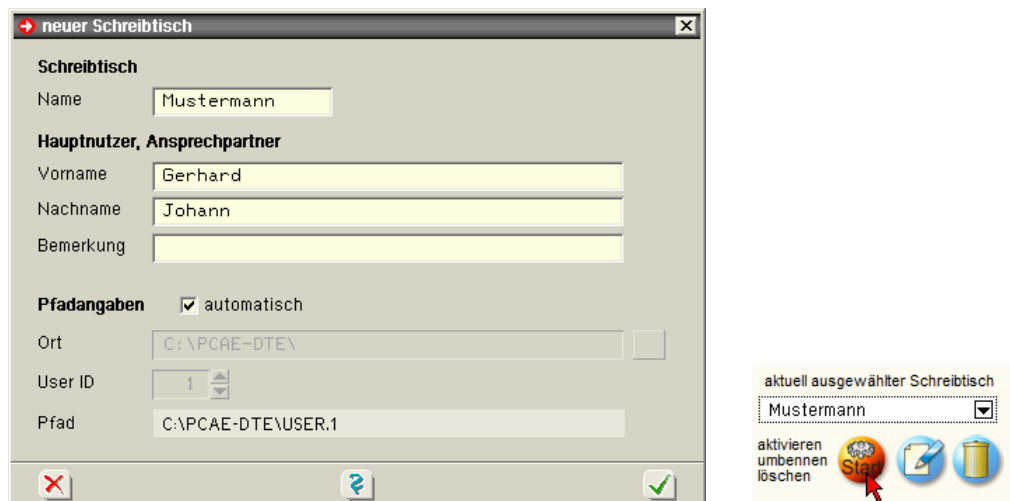 neuer Schreibtisch
Schreibtisch
Name Mustermann
Hauptnutzer, Ansprechpartner
Vorname Gerhard
Nachname Johann
Bemerkung
Pfadangaben automatisch
Ort C:\PCAE-DTE\
User ID 1
Pfad C:\PCAE-DTE\USER.1
aktuell ausgewählter Schreibtisch
Mustermann
aktivieren
umbennen
löschen
Start